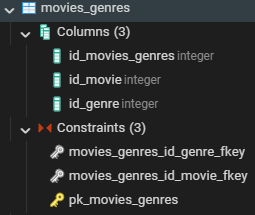 movies_genres
Columns (3)
id_movies_genres integer
id_movie integer
id_genre integer
Constraints (3)
movies_genres_id_genre_fkey
movies_genres_id_movie_fkey
pk_movies_genres